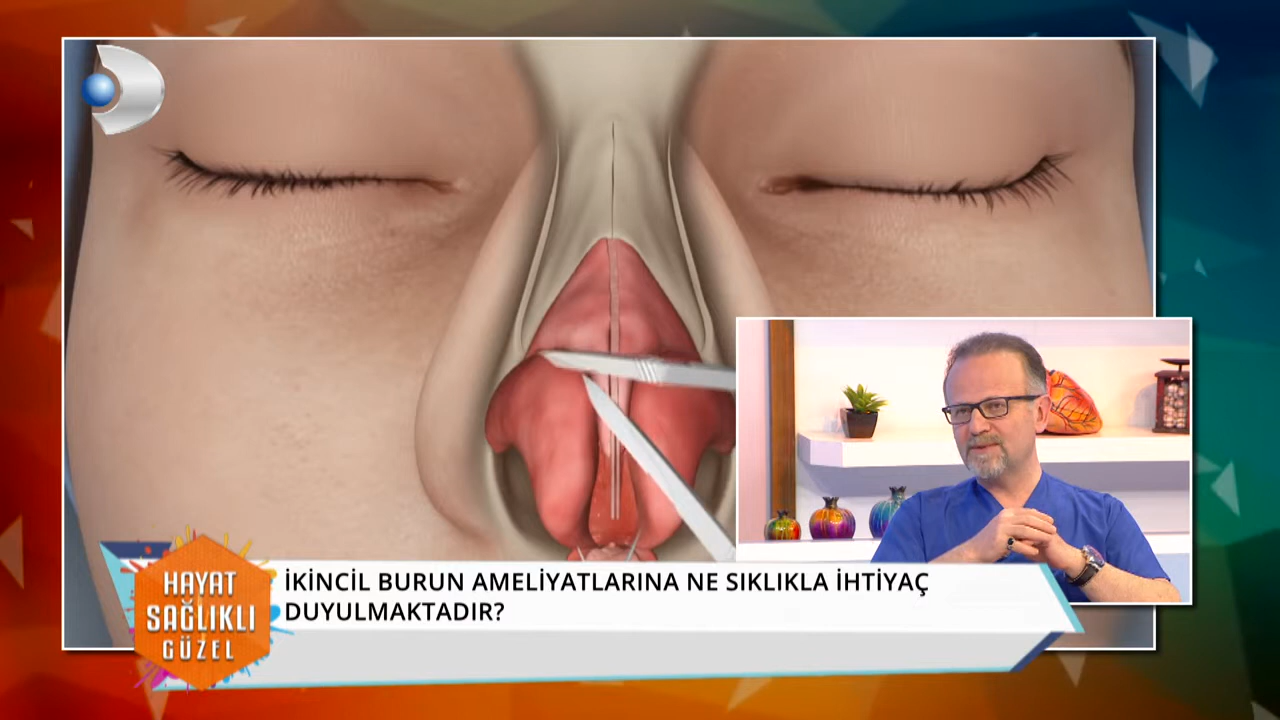 HAYAT
SAĞLIKLI
GÜZEL
İKİNCİL BURUN AMELİYATLARINA NE SIKLIKLA İHTİYAÇ
DUYULMAKTADIR?